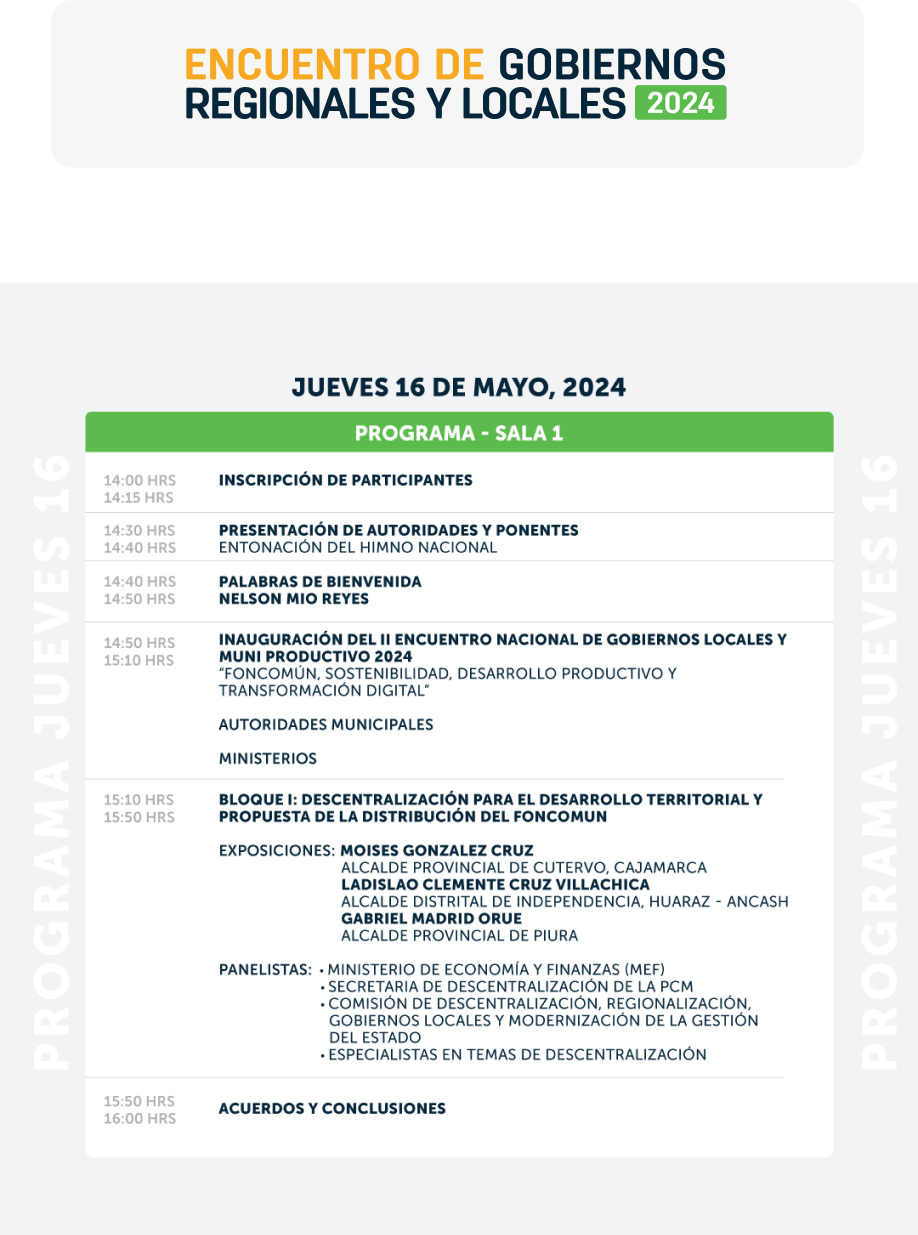 ENCUENTRO DE GOBIERNOS
REGIONALES Y LOCALES 2024
JUEVES 16 DE MAYO, 2024
PROGRAMA - SALA 1
14:00 HRS
14:15 HRS
INSCRIPCIÓN DE PARTICIPANTES
14:30 HRS
14:40 HRS
PRESENTACIÓN DE AUTORIDADES Y PONENTES
ENTONACIÓN DEL HIMNO NACIONAL
14:40 HRS
14:50 HRS
PALABRAS DE BIENVENIDA
NELSON MIO REYES
14:50 HRS
15:10 HRS
INAUGURACIÓN DEL II ENCUENTRO NACIONAL DE GOBIERNOS LOCALES Y
MUNI PRODUCTIVO 2024
“FONCOMÚN, SOSTENIBILIDAD, DESARROLLO PRODUCTIVO Y
TRANSFORMACIÓN DIGITAL”
AUTORIDADES MUNICIPALES
MINISTERIOS
15:10 HRS
15:50 HRS
BLOQUE I: DESCENTRALIZACIÓN PARA EL DESARROLLO TERRITORIAL Y
PROPUESTA DE LA DISTRIBUCIÓN DEL FONCOMUN
EXPOSICIONES: MOISES GONZALEZ CRUZ
ALCALDE PROVINCIAL DE CUTERVO, CAJAMARCA
LADISLAO CLEMENTE CRUZ VILLACHICA
ALCALDE DISTRITAL DE INDEPENDENCIA, HUARAZ - ANCASH
GABRIEL MADRID ORUE
ALCALDE PROVINCIAL DE PIURA
PANELISTAS: • MINISTERIO DE ECONOMÍA Y FINANZAS (MEF)
• SECRETARIA DE DESCENTRALIZACIÓN DE LA PCM
• COMISIÓN DE DESCENTRALIZACIÓN, REGIONALIZACIÓN,
GOBIERNOS LOCALES Y MODERNIZACIÓN DE LA GESTIÓN
DEL ESTADO
• ESPECIALISTAS EN TEMAS DE DESCENTRALIZACIÓN
15:50 HRS
16:00 HRS
ACUERDOS Y CONCLUSIONES
PROGRAMA JUEVES 16
PROGRAMA JUEVES 16